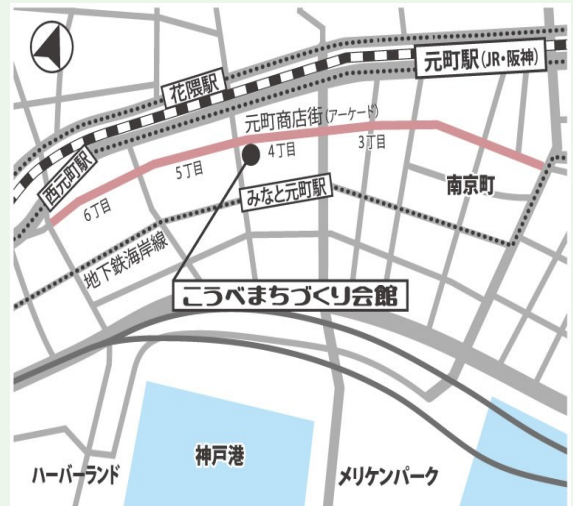 元町駅(JR・阪神)
花隈駅
元町商店街(アーケード)
西元町駅
3丁目
4丁目
5丁目
6丁目
南京町
みなと元町駅
地下鉄海岸線
こうべまちづくり会館
神戸港
ハーバーランド
メリケンパーク